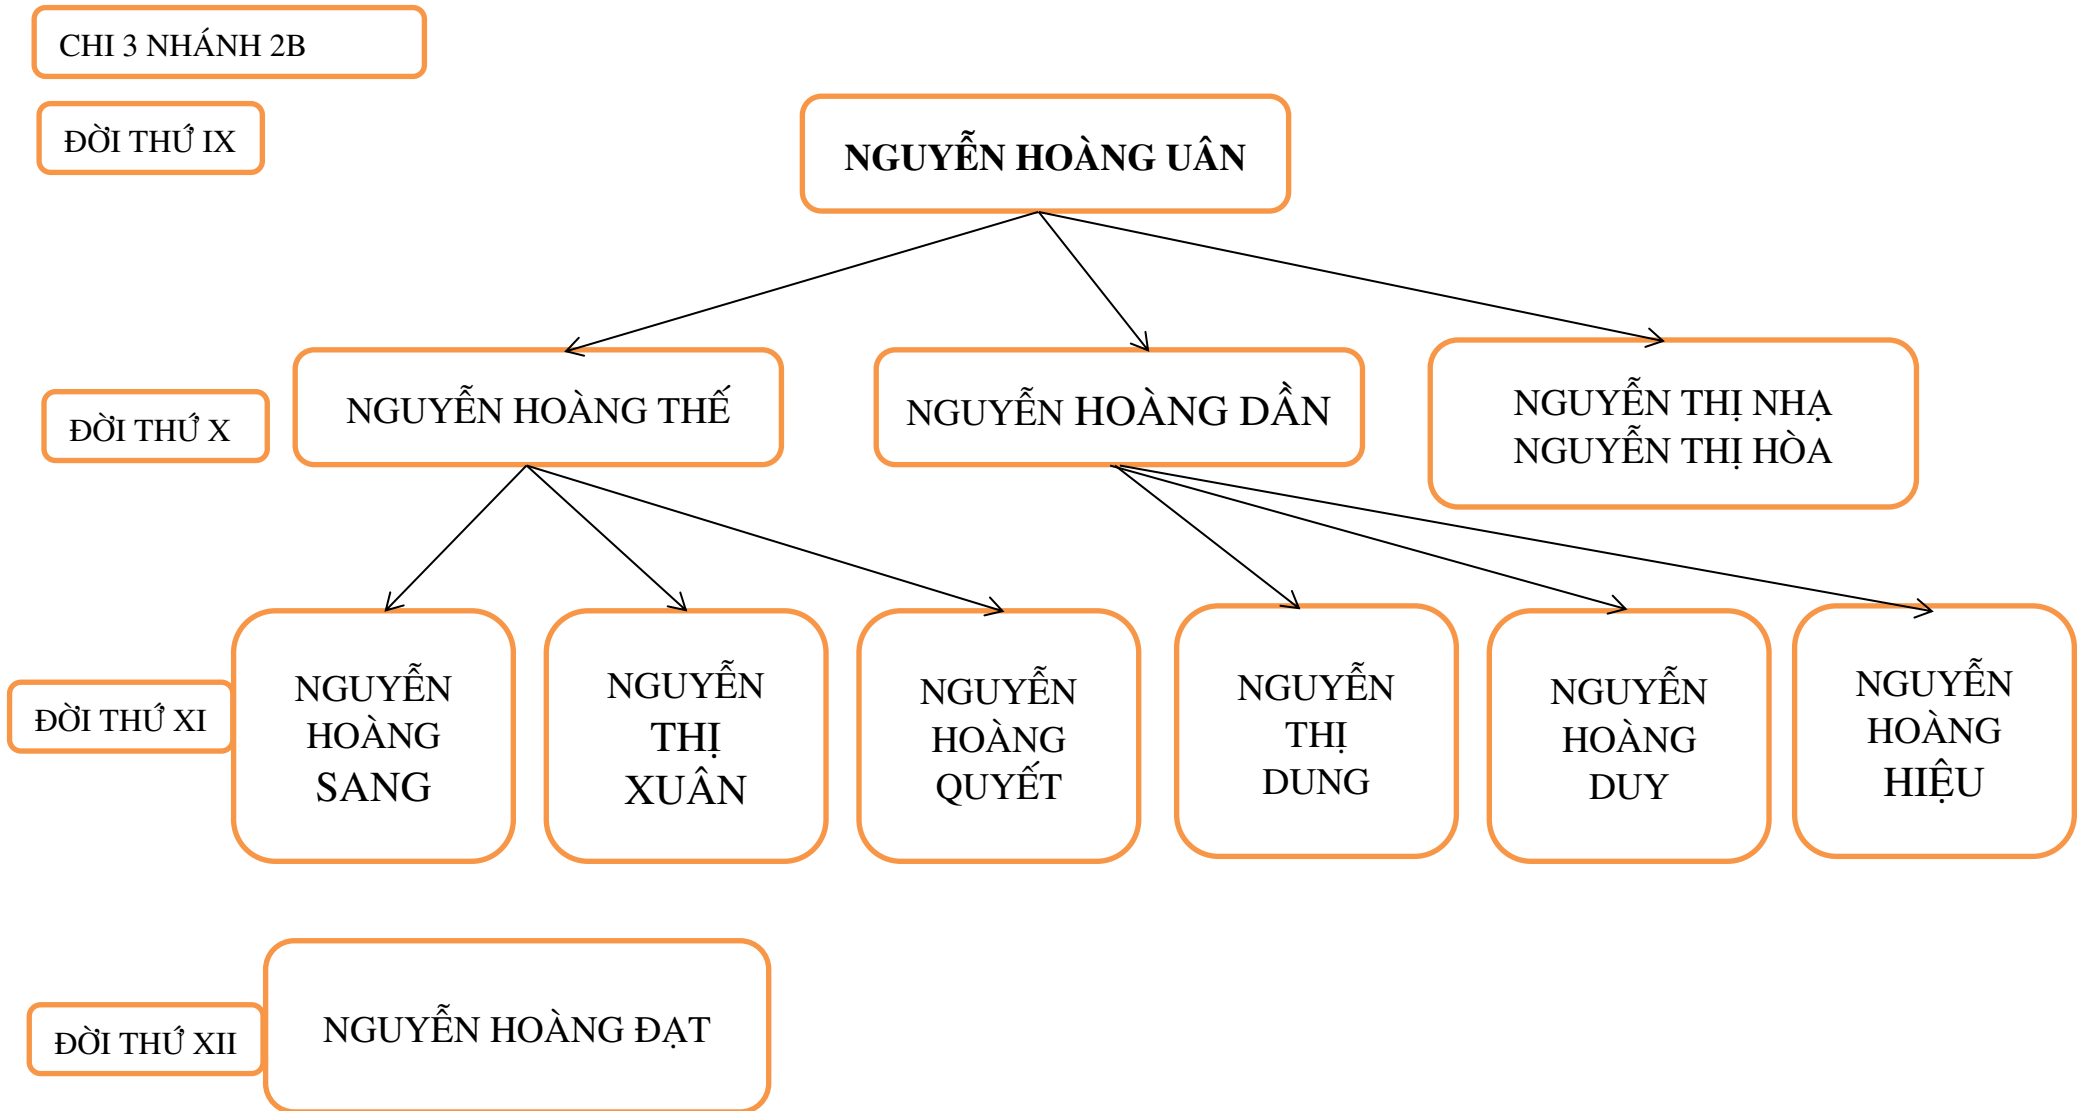 CHI 3 NHÁNH 2B
ĐỜI THỨ IX
NGUYỄN HOÀNG UÂN
ĐỜI THỨ X
NGUYỄN HOÀNG THẾ
NGUYỄN HOÀNG DẦN
NGUYỄN THỊ NHẠ
NGUYỄN THỊ HÒA
ĐỜI THỨ XI
NGUYỄN
HOÀNG
SANG
NGUYỄN
THỊ
XUÂN
NGUYỄN
HOÀNG
QUYẾT
NGUYỄN
THỊ
DUNG
NGUYỄN
HOÀNG
DUY
NGUYỄN
HOÀNG
HIỆU
ĐỜI THỨ XII
NGUYỄN HOÀNG ĐẠT